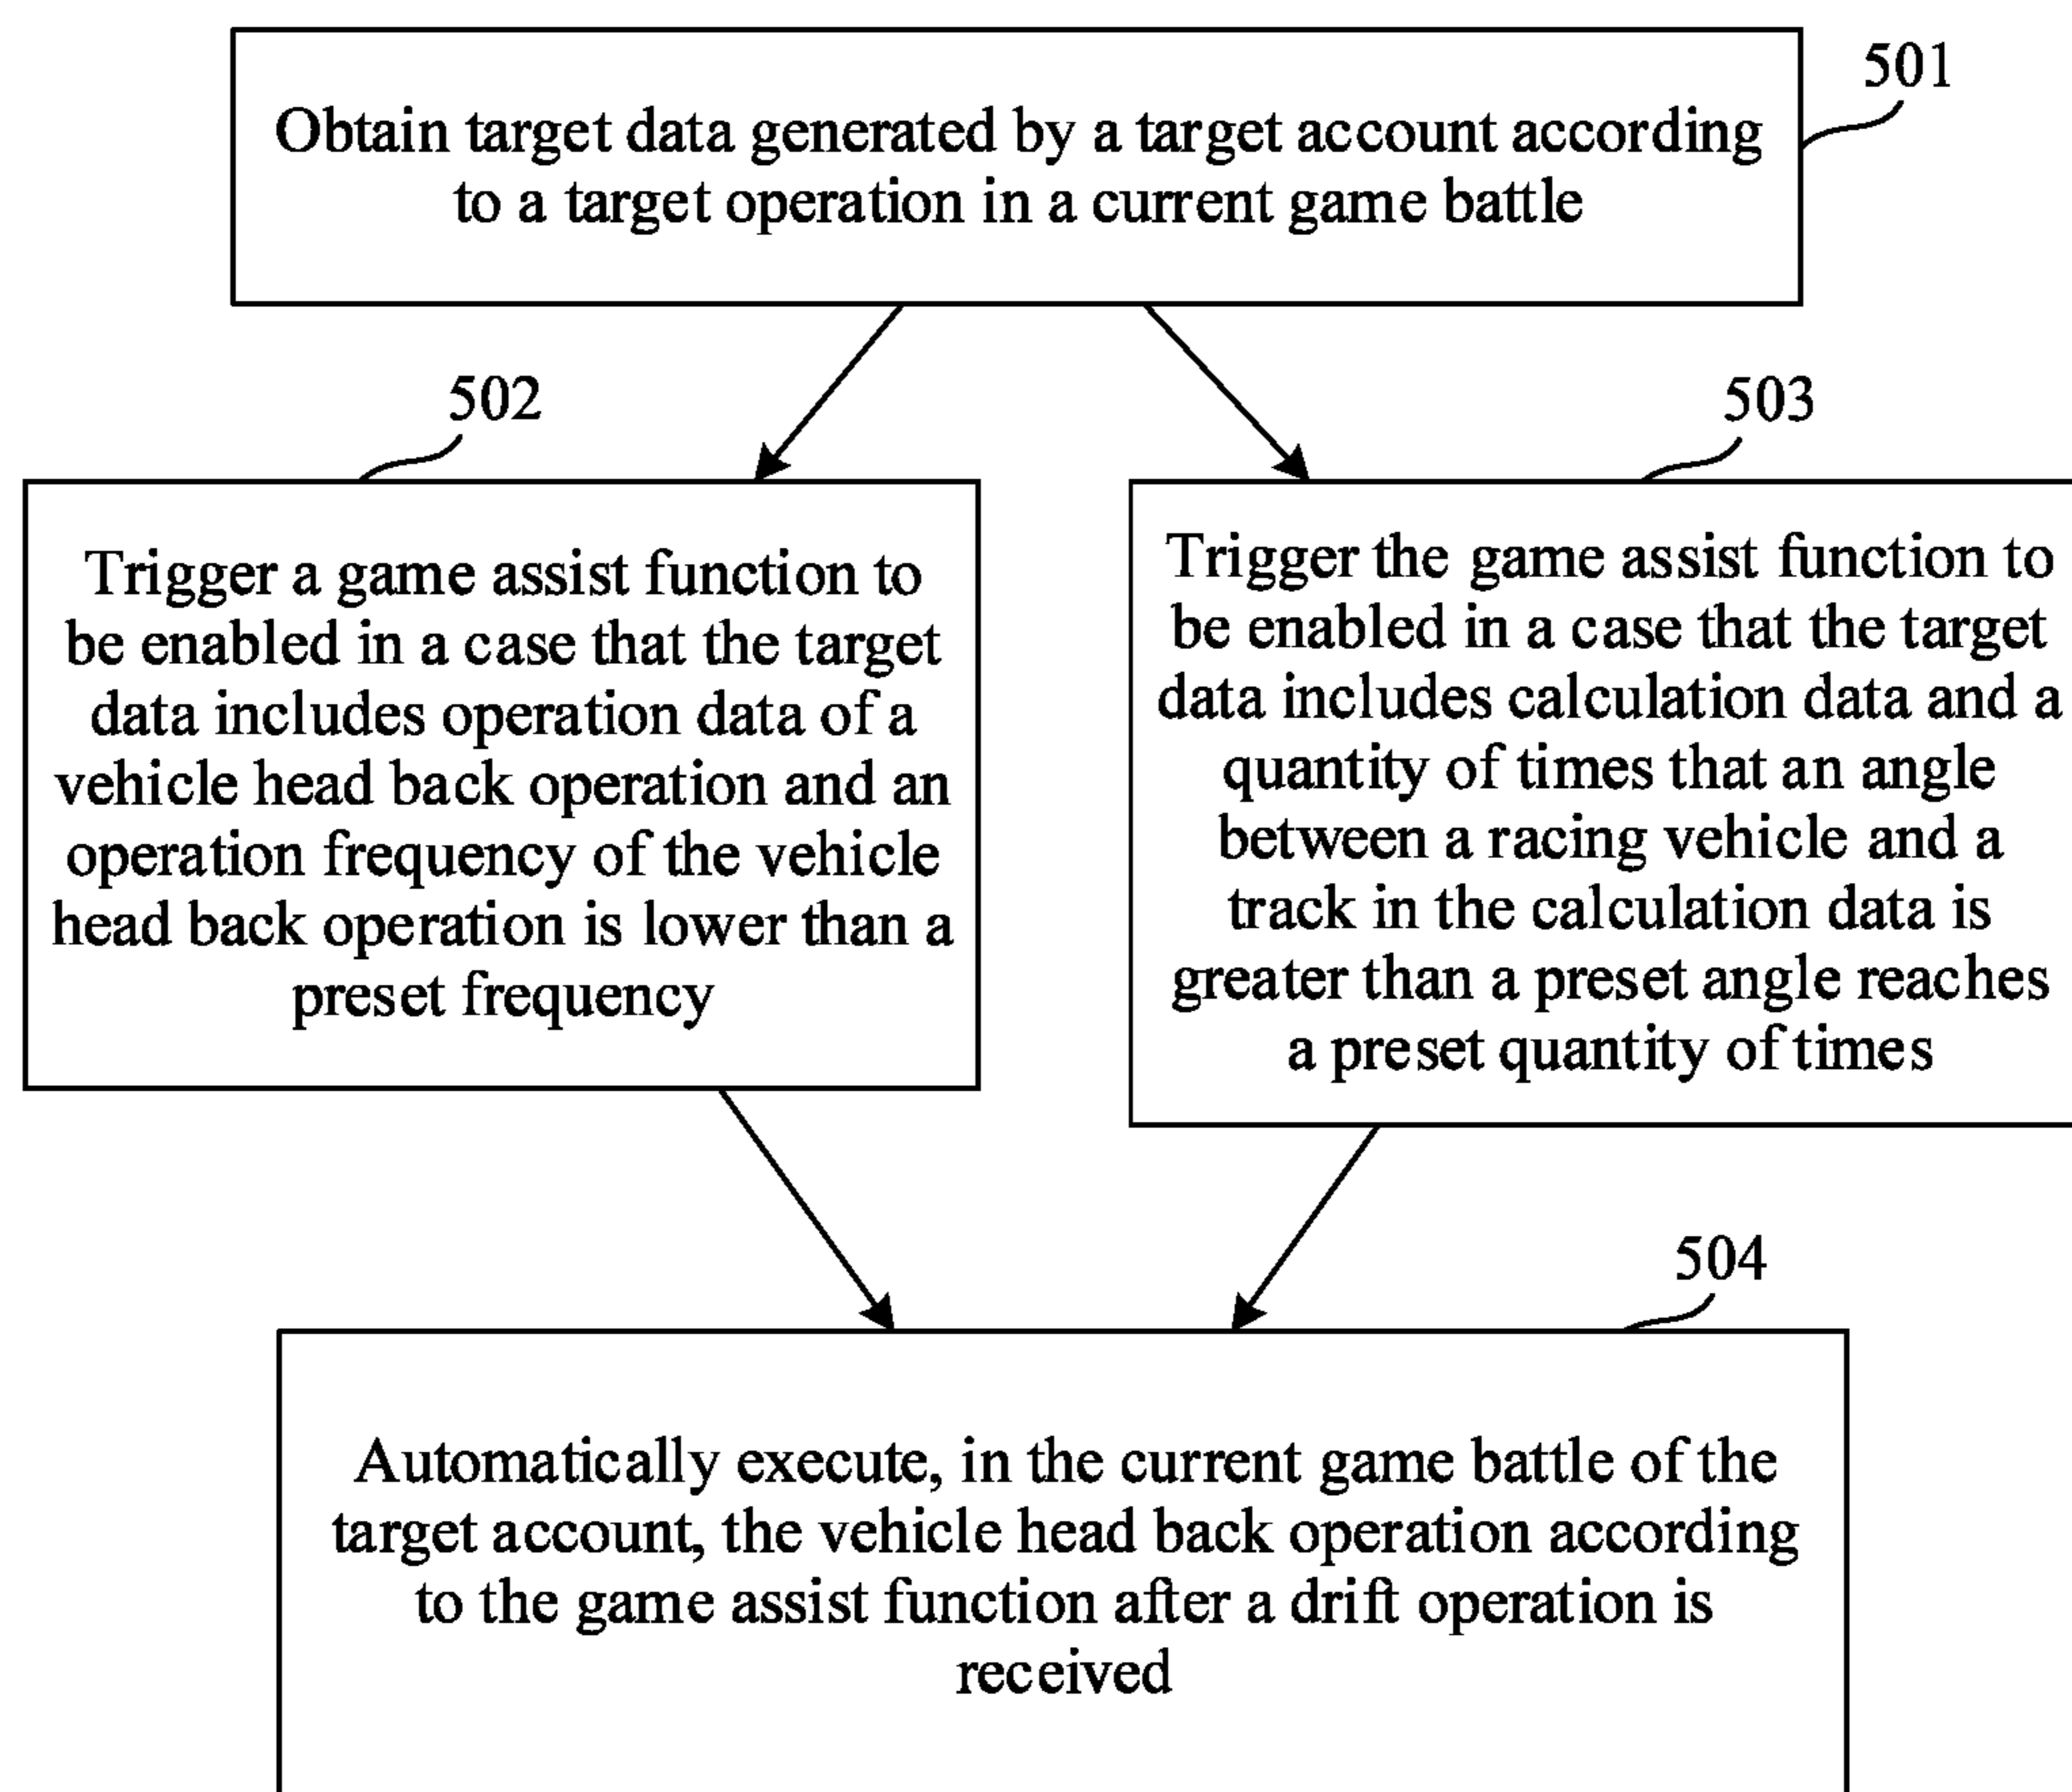 501
Obtain target data generated by a target account according
to a target operation in a current game battle
502
Trigger a game assist function to
be enabled in a case that the target
data includes operation data of a
vehicle head back operation and an
operation frequency of the vehicle
head back operation is lower than a
preset frequency
503
Trigger the game assist function to
be enabled in a case that the target
data includes calculation data and a
quantity of times that an angle
between a racing vehicle and a
track in the calculation data is
greater than a preset angle reaches
a preset quantity of times
504
Automatically execute, in the current game battle of the
target account, the vehicle head back operation according
to the game assist function after a drift operation is
received